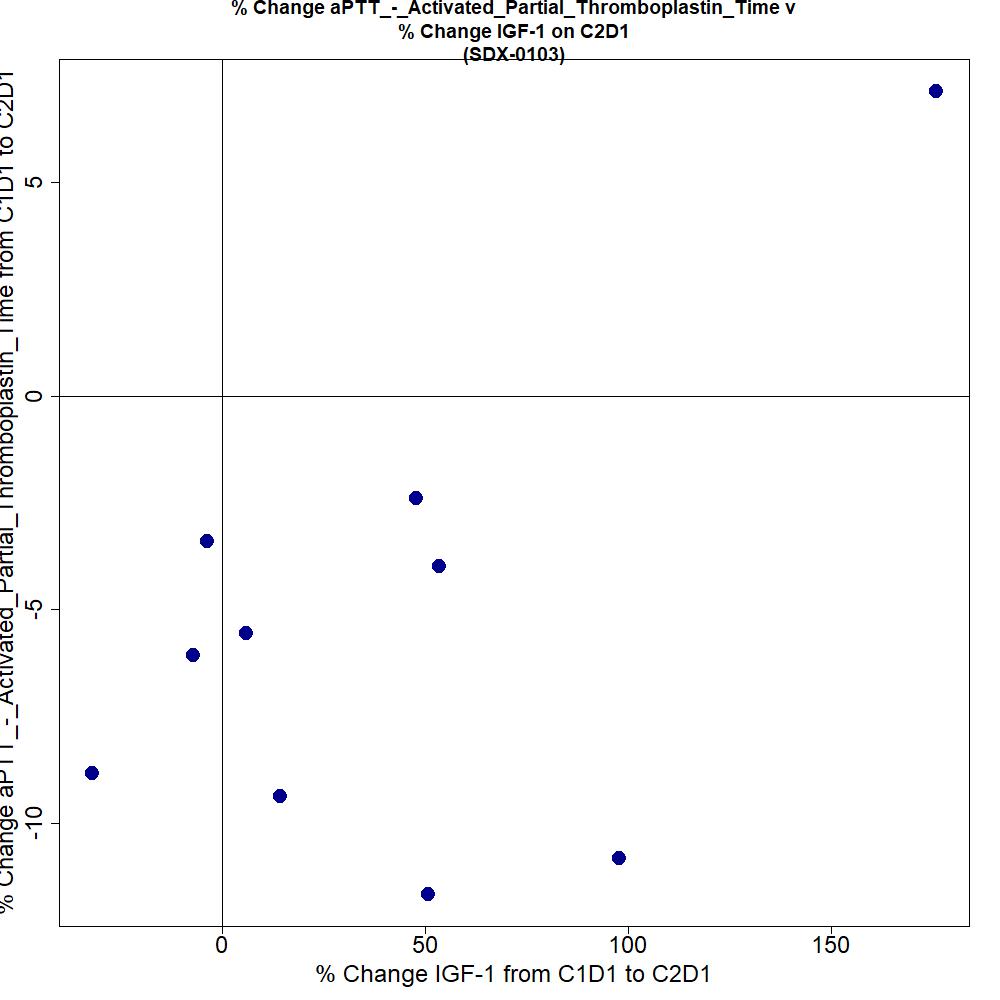 % Change aPTT_-_Activated_Partial_Thromboplastin_Time v
% Change IGF-1 on C2D1
(SDX-0103)
% Change aPTT_-_Activated_Partial_Thromboplastin_Time from C1D1 to C2D1
5
0
-5
-10
0 50 100 150
% Change IGF-1 from C1D1 to C2D1